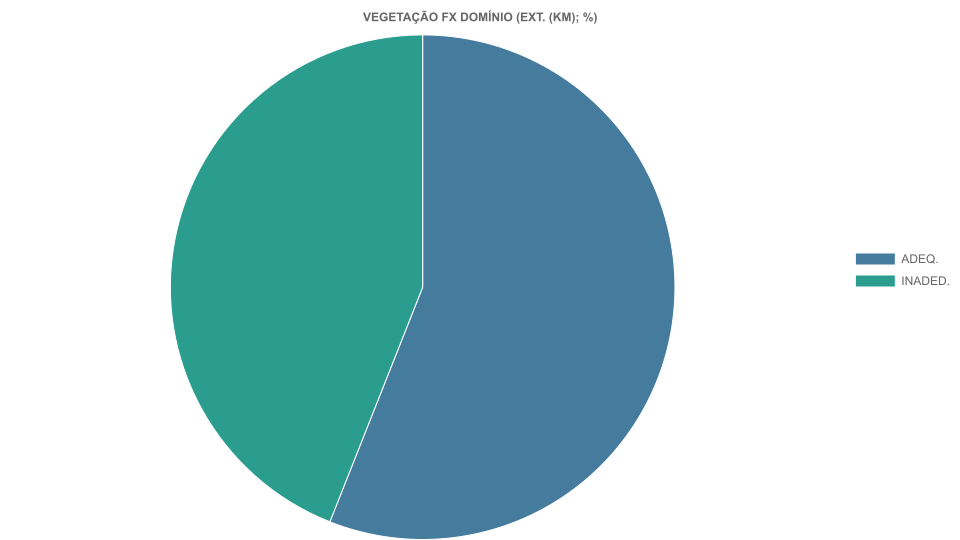 VEGETAÇÃO FX DOMÍNIO (EXT. (KM); %)
ADEQ.
INADED.